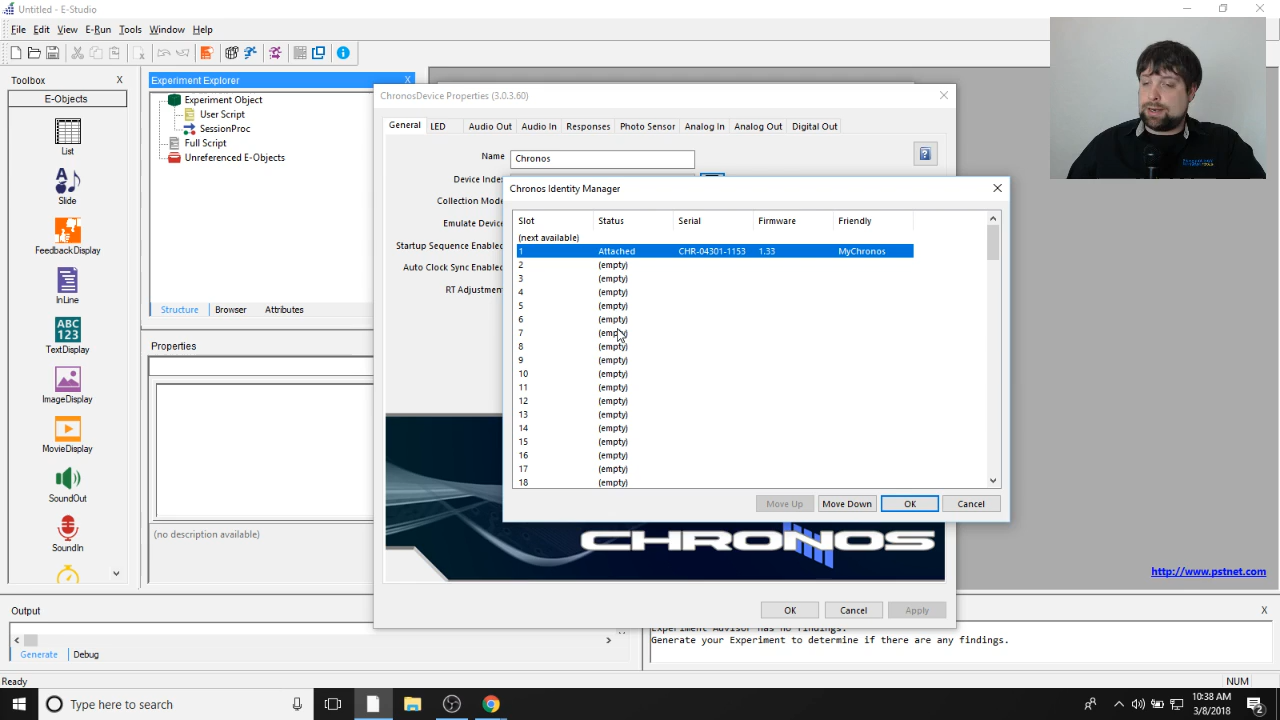 Untitled - E-Studio
File Edit View E-Run Tools Window Help
Toolbox X
E-Objects
List
Slide
FeedbackDisplay
InLine
ABC
123
TextDisplay
ImageDisplay
MovieDisplay
SoundOut
SoundIn
Experiment Explorer X
Experiment Object
User Script
SessionProc
Full Script
Unreferenced E-Objects
Structure Browser Attributes
Properties
(no description available)
ChronosDevice Properties (3.0.3.60)
General LED Audio Out Audio In Responses Photo Sensor Analog In Analog Out Digital Out
Name Chronos
Device Index
Collection Mode
Emulate Device
Startup Sequence Enabled
Auto Clock Sync Enabled
RT Adjustment
Chronos Identity Manager
Slot Status Serial Firmware Friendly
(next available)
1 Attached CHR-04301-1153 1.33 MyChronos
2 (empty)
3 (empty)
4 (empty)
5 (empty)
6 (empty)
7 (empty)
8 (empty)
9 (empty)
10 (empty)
11 (empty)
12 (empty)
13 (empty)
14 (empty)
15 (empty)
16 (empty)
17 (empty)
18 (empty)
Move Up Move Down OK Cancel
CHRONOS
OK Cancel Apply
http://www.pstnet.com
Output X
Generate Debug
Experiment Advisor has no findings.
Generate your Experiment to determine if there are any findings.
Ready NUM
Type here to search
10:38 AM
3/8/2018
2